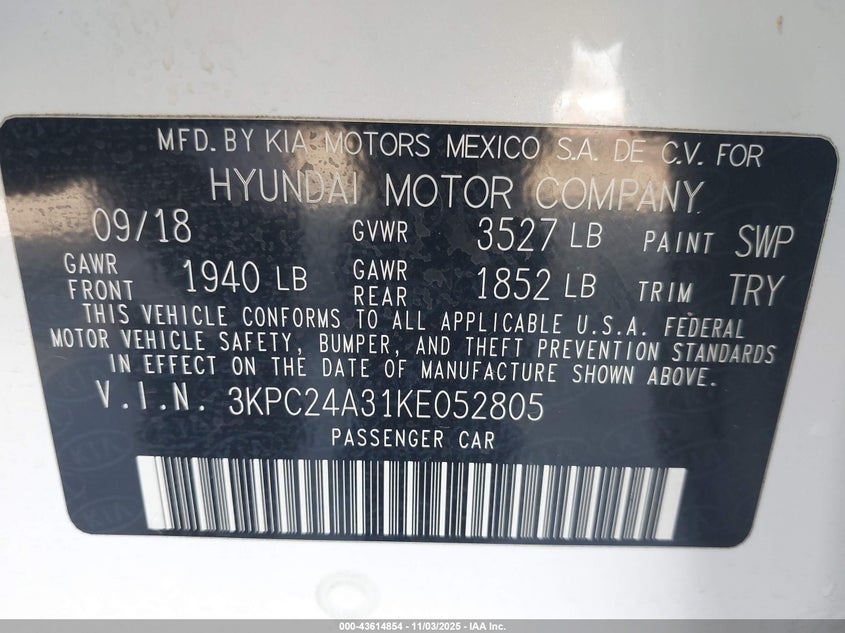 MFD. BY KIA MOTORS MEXICO S.A. DE C.V. FOR
HYUNDAI MOTOR COMPANY
09/18 GVWR 3527 LB PAINT SWP
GAWR FRONT 1940 LB GAWR REAR 1852 LB TRIM TRY
THIS VEHICLE CONFORMS TO ALL APPLICABLE U.S.A. FEDERAL
MOTOR VEHICLE SAFETY, BUMPER, AND THEFT PREVENTION STANDARDS
IN EFFECT ON THE DATE OF MANUFACTURE SHOWN ABOVE.
V.I.N. 3KPC24A31KE052805
PASSENGER CAR
000-43614854 - 11/03/2025 - IAA Inc.